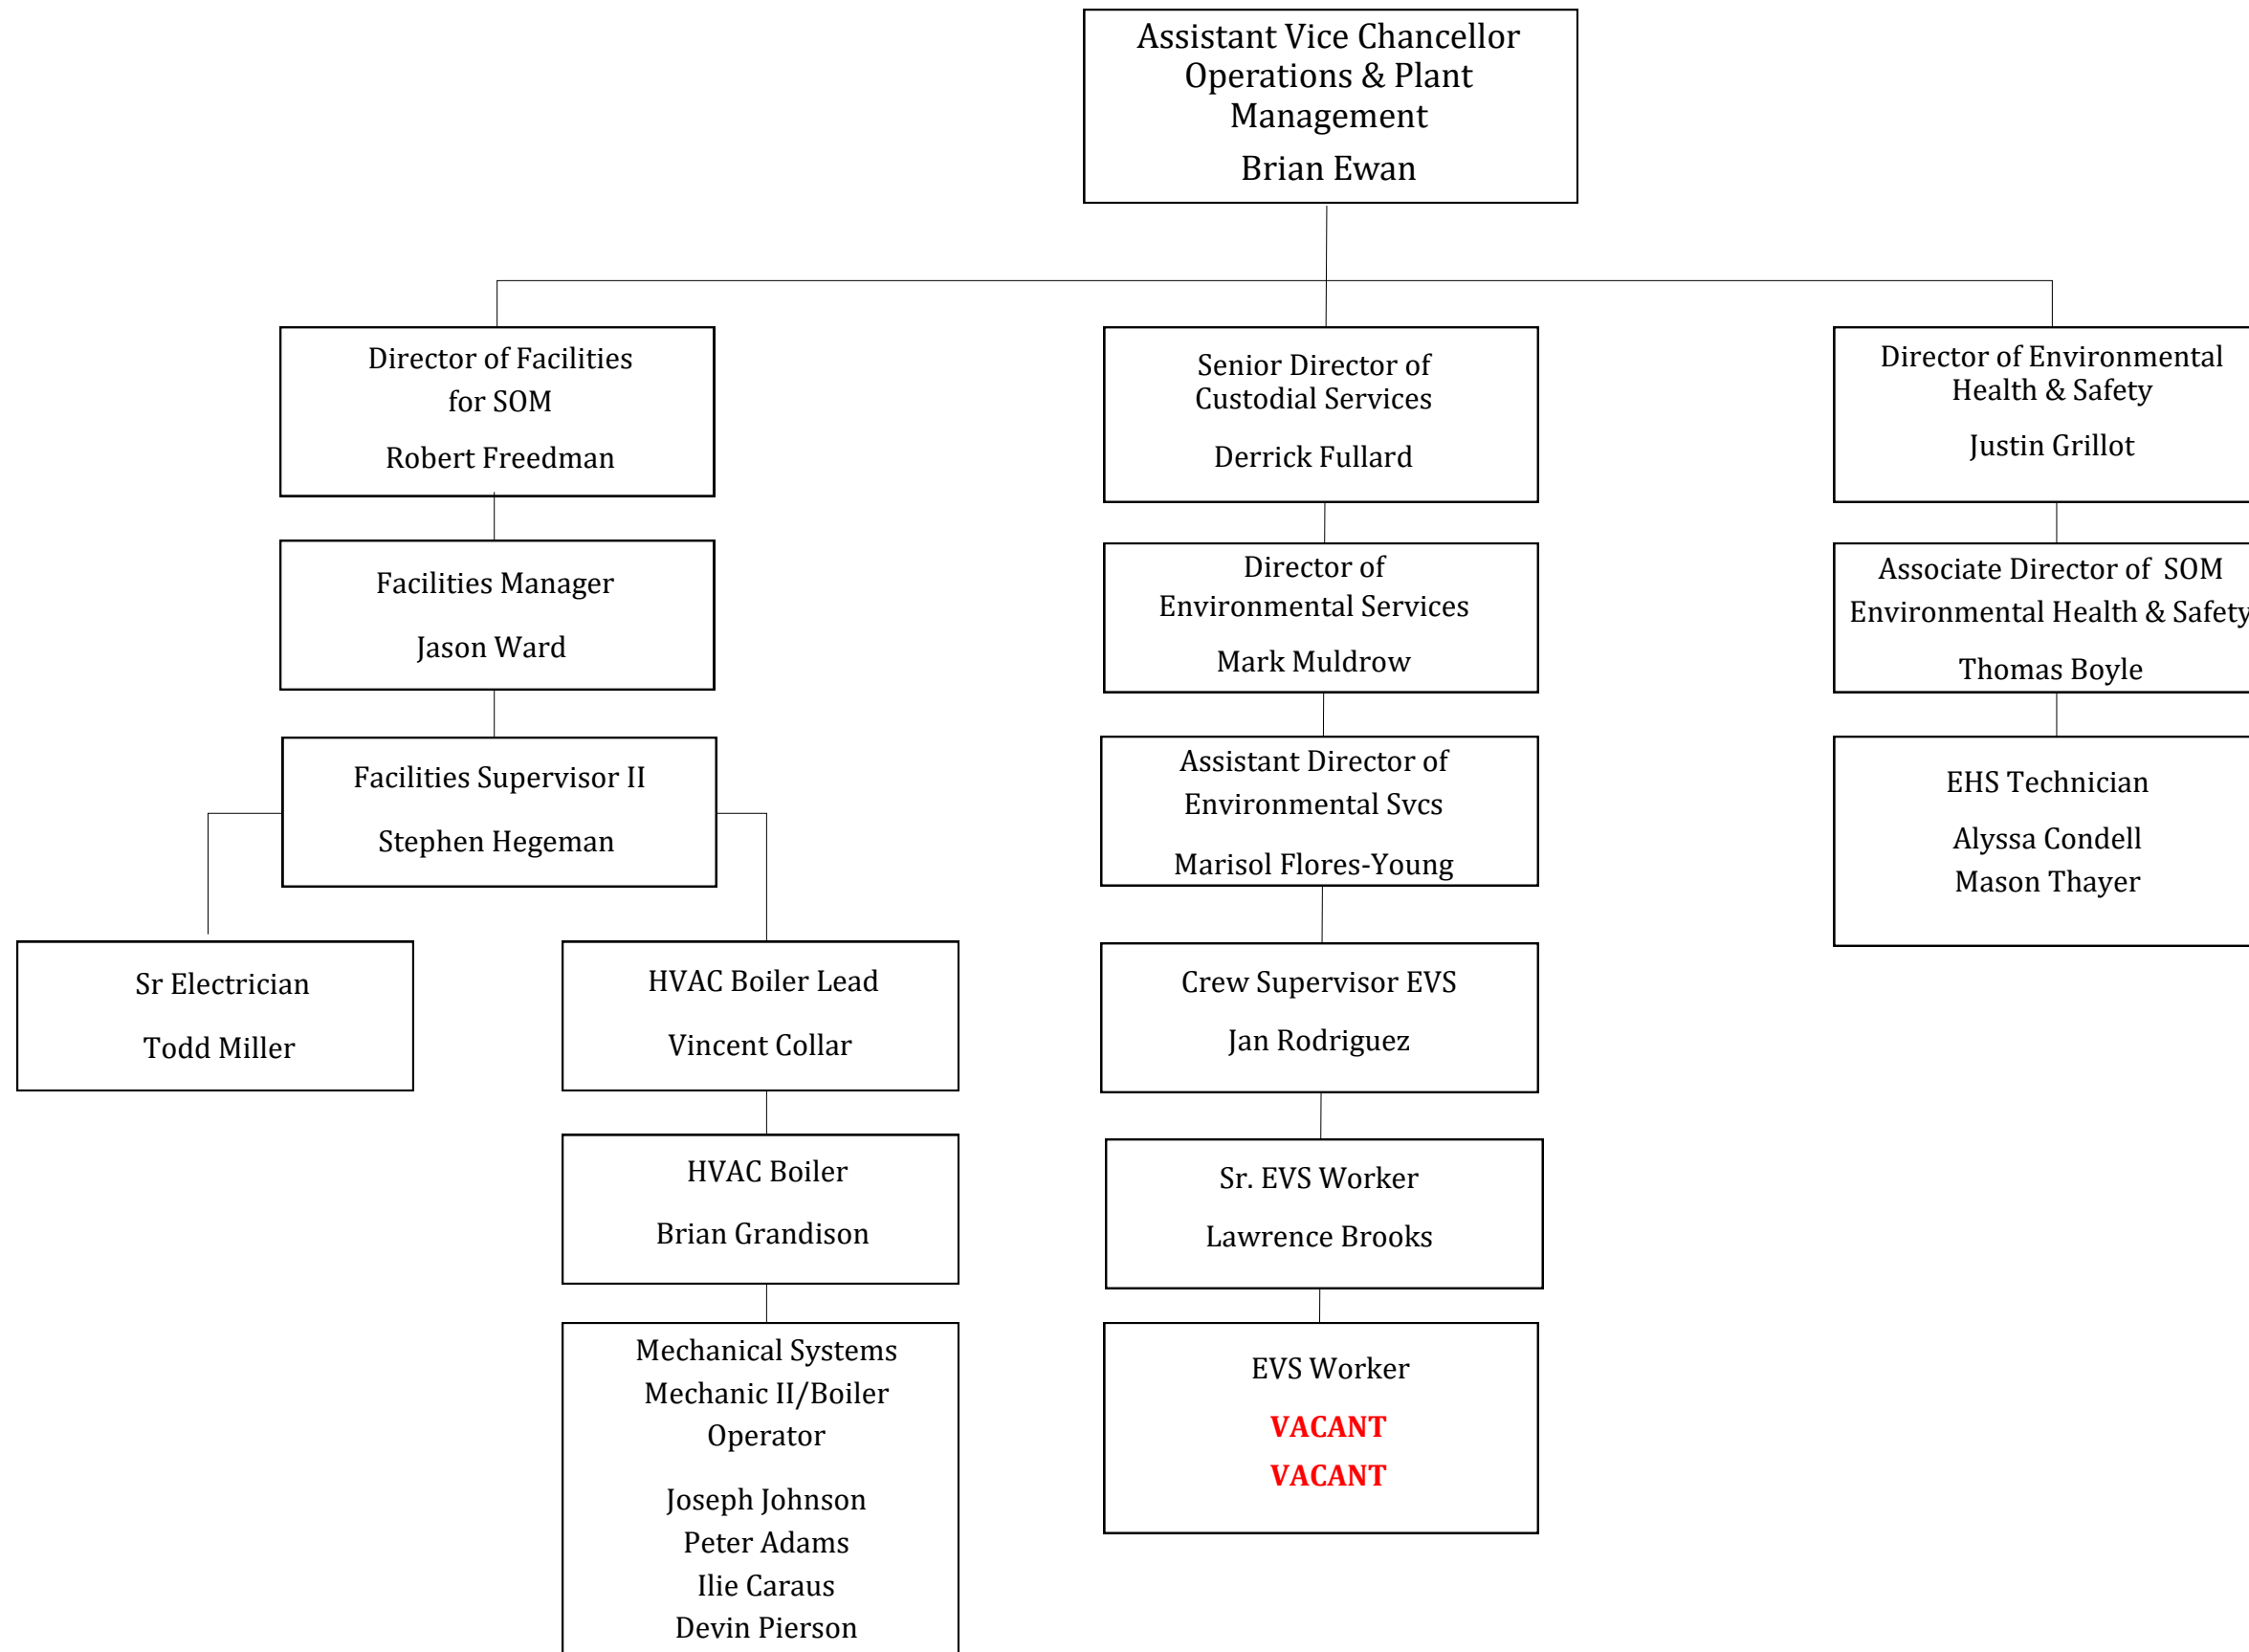 Assistant Vice Chancellor
Operations & Plant
Management
Brian Ewan
Director of Facilities
for SOM
Robert Freedman
Senior Director of
Custodial Services
Derrick Fullard
Director of Environmental
Health & Safety
Justin Grillot
Facilities Manager
Jason Ward
Director of
Environmental Services
Mark Muldrow
Associate Director of  SOM
Environmental Health & Safety
Thomas Boyle
Facilities Supervisor II
Stephen Hegeman
Assistant Director of
Environmental Svcs
Marisol Flores-Young
EHS Technician
Alyssa Condell
Mason Thayer
Sr Electrician
Todd Miller
HVAC Boiler Lead
Vincent Collar
Crew Supervisor EVS
Jan Rodriguez
HVAC Boiler
Brian Grandison
Sr. EVS Worker
Lawrence Brooks
Mechanical Systems
Mechanic II/Boiler
Operator
Joseph Johnson
Peter Adams
Ilie Caraus
Devin Pierson
EVS Worker
VACANT
VACANT